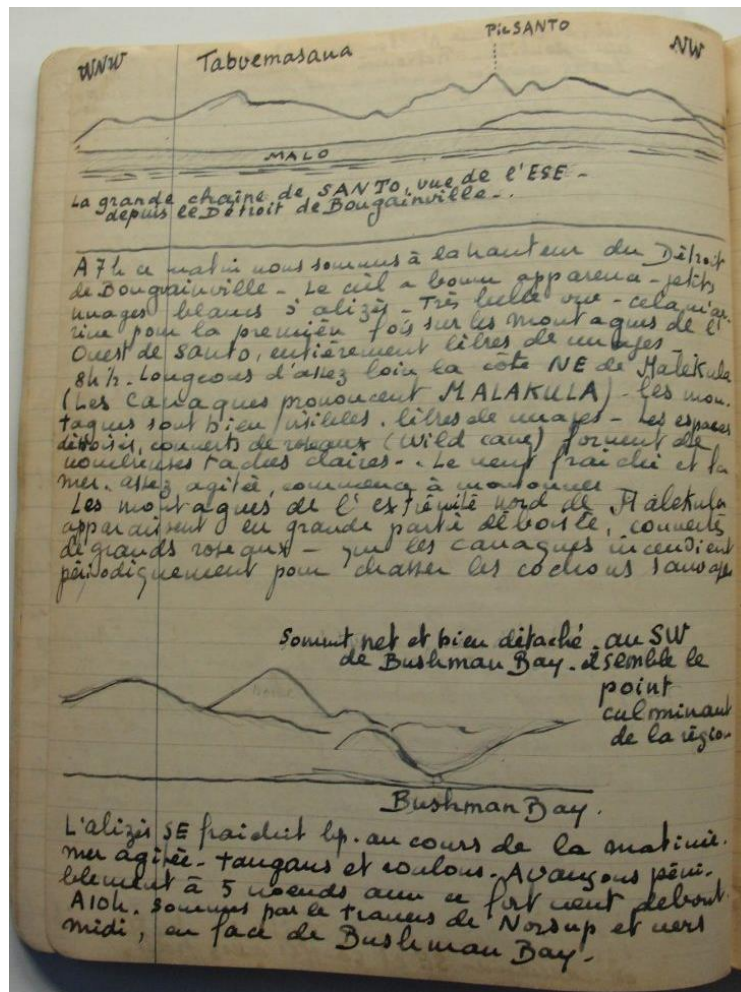 WNW
Tabwemasana
Pic SANTO
NW
MALO
La grande chaîne de SANTO, vue de l'ESE -
depuis le Détroit de Bougainville -.
A 7h ce matin nous sommes à la hauteur du Détroit
de Bougainville - Le ciel a bonne apparence - petits
nuages blancs d'alizés - Très belle vue - cela m'ar-
rive pour la première fois sur les montagnes de l'
Ouest de Santo, entièrement libres de nuages -
8h½. Longeons d'assez loin la côte NE de Malekula
(Les Canaques prononcent MALAKULA) - les mon-
tagnes sont bien visibles. libres de nuages - Les espaces
déboisés, couverts de roseaux (Wild cane) forment de
nombreuses taches claires -. Le vent fraichit et la
mer, assez agitée, commence à moutonner -
Les montagnes de l'extrémité nord de Malekula
apparaissent en grande partie déboisée, couvertes
de grands roseaux - que les canaques incendient
périodiquement pour chasser les cochons sauvages
Sommet net et bien détaché au SW
de Bushman Bay. il semble le
point
culminant
de la région
Bushman Bay.
L'alizés SE fraichit bp. au cours de la matinée.
mer agitée - tangons et roulons - Avançons péni-
blement à 5 noeuds avec ce fort vent debout.
A 10h. sommes par le travers de Norsup et vers
midi, en face de Bushman Bay -